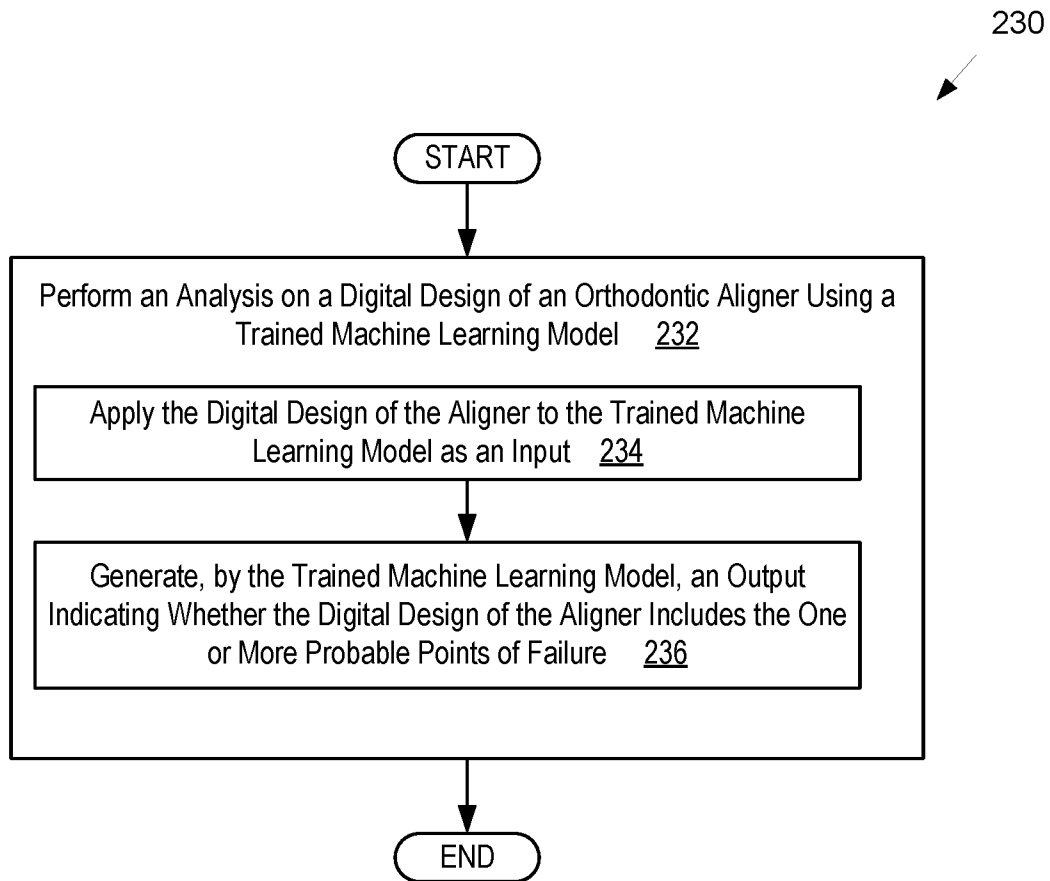 230
START
Perform an Analysis on a Digital Design of an Orthodontic Aligner Using a
Trained Machine Learning Model 232
Apply the Digital Design of the Aligner to the Trained Machine
Learning Model as an Input 234
Generate, by the Trained Machine Learning Model, an Output
Indicating Whether the Digital Design of the Aligner Includes the One
or More Probable Points of Failure 236
END